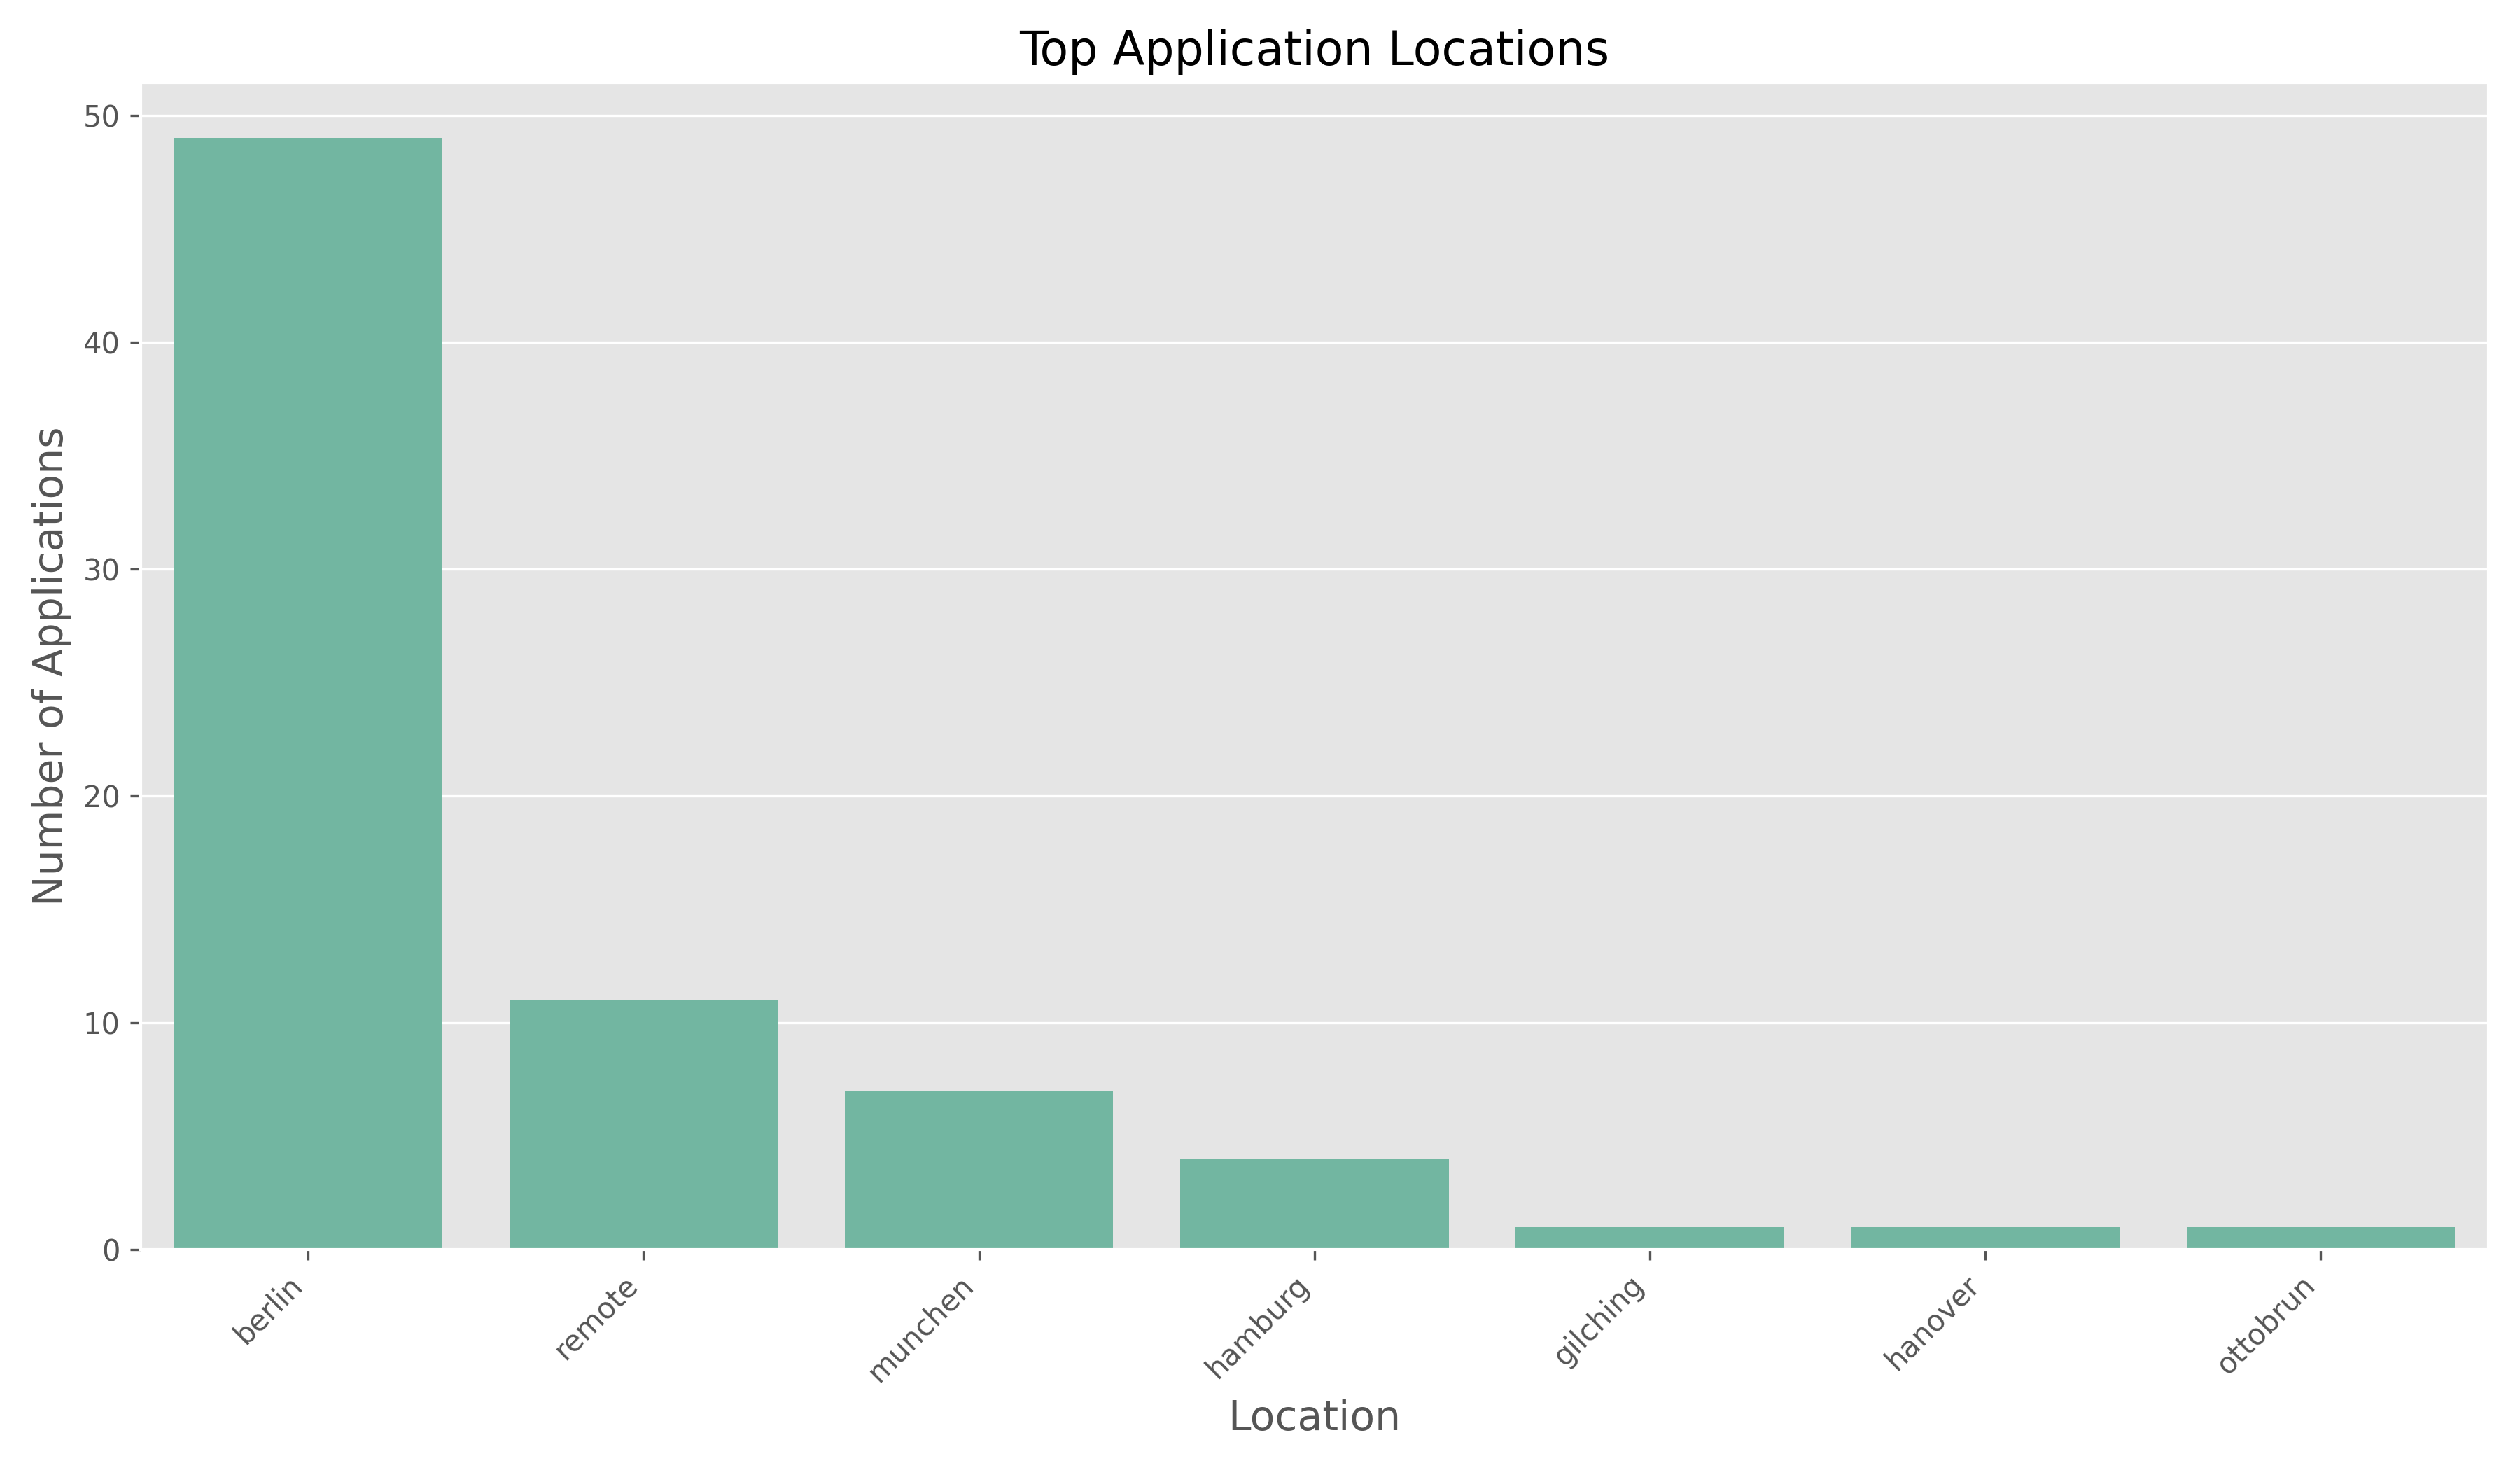 Top Application Locations
Number of Applications
50
40
30
20
10
0
berlin
remote
munchen
hamburg
gilching
hanover
ottobrun
Location